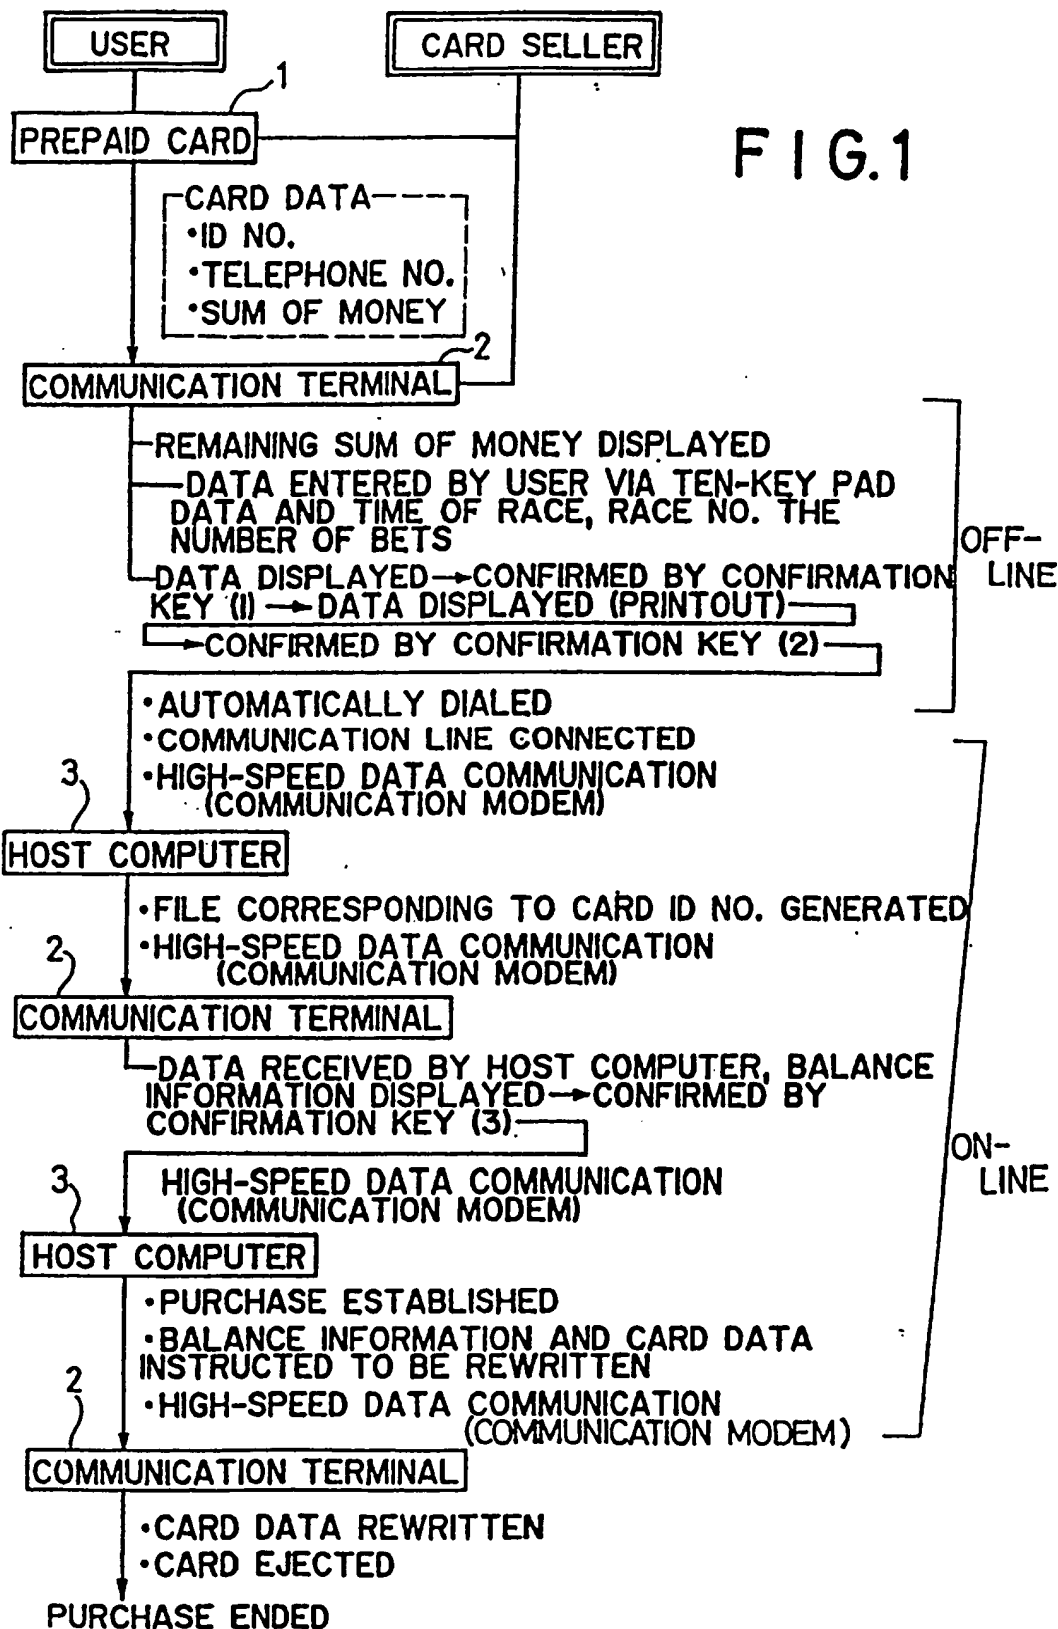 USER
CARD SELLER
1
PREPAID CARD
FIG.1
CARD DATA
•ID NO.
•TELEPHONE NO.
•SUM OF MONEY
2
COMMUNICATION TERMINAL
REMAINING SUM OF MONEY DISPLAYED
DATA ENTERED BY USER VIA TEN-KEY PAD
DATA AND TIME OF RACE, RACE NO. THE
NUMBER OF BETS
OFF-
LINE
DATA DISPLAYED→CONFIRMED BY CONFIRMATION
KEY (1)→DATA DISPLAYED (PRINTOUT)
→CONFIRMED BY CONFIRMATION KEY (2)
•AUTOMATICALLY DIALED
•COMMUNICATION LINE CONNECTED
•HIGH-SPEED DATA COMMUNICATION
(COMMUNICATION MODEM)
3
HOST COMPUTER
•FILE CORRESPONDING TO CARD ID NO. GENERATED
•HIGH-SPEED DATA COMMUNICATION
(COMMUNICATION MODEM)
2
COMMUNICATION TERMINAL
DATA RECEIVED BY HOST COMPUTER, BALANCE
INFORMATION DISPLAYED→CONFIRMED BY
CONFIRMATION KEY (3)
ON-
LINE
3
HIGH-SPEED DATA COMMUNICATION
(COMMUNICATION MODEM)
HOST COMPUTER
•PURCHASE ESTABLISHED
•BALANCE INFORMATION AND CARD DATA
INSTRUCTED TO BE REWRITTEN
•HIGH-SPEED DATA COMMUNICATION
(COMMUNICATION MODEM)
2
COMMUNICATION TERMINAL
•CARD DATA REWRITTEN
•CARD EJECTED
PURCHASE ENDED